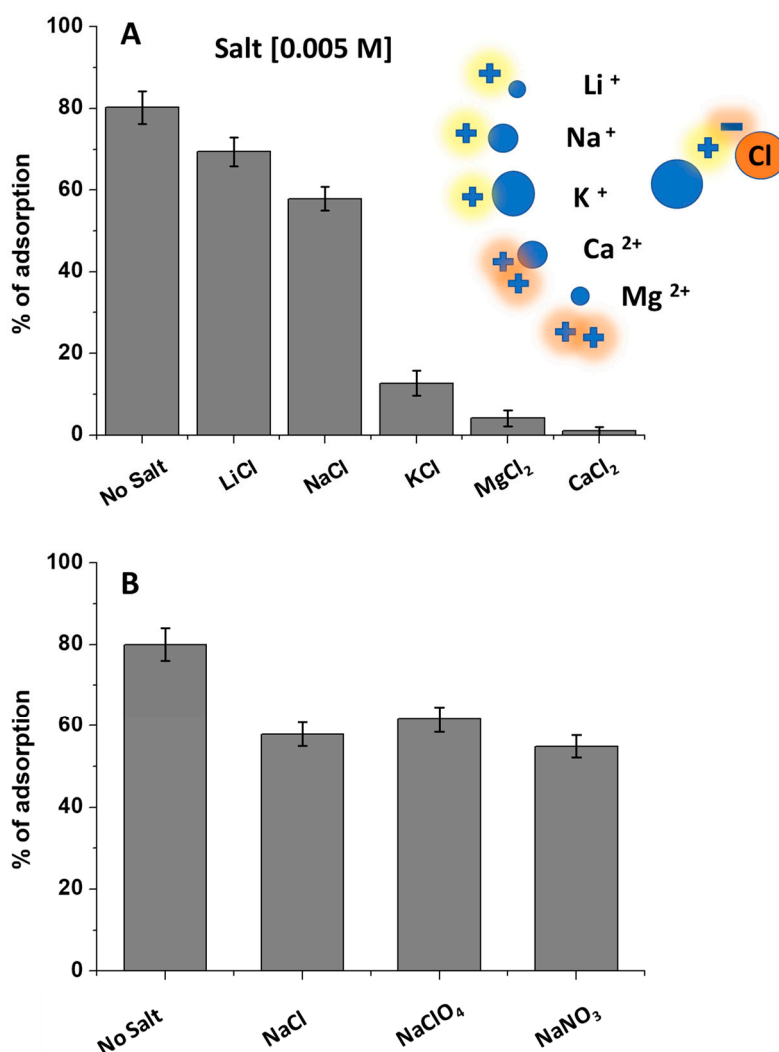 A
Salt [0.005 M]
Li +
Na +
K +
Ca 2+
Mg 2+
Cl
% of adsorption
100
80
60
40
20
0
No Salt
LiCl
NaCl
KCl
MgCl₂
CaCl₂
B
% of adsorption
100
80
60
40
20
0
No Salt
NaCl
NaClO₄
NaNO₃